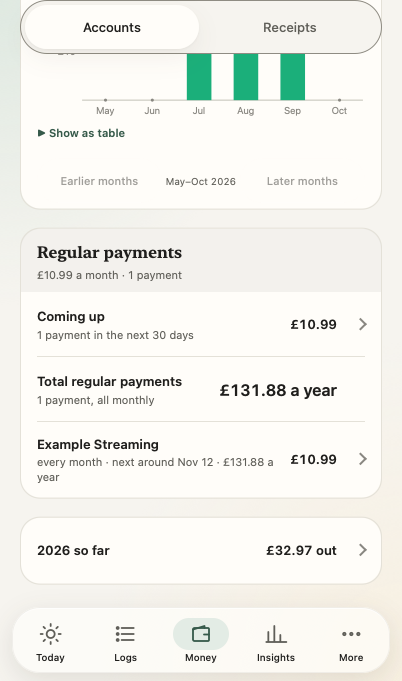 Accounts
Receipts
May Jun Jul Aug Sep Oct
Show as table
Earlier months
May–Oct 2026
Later months
Regular payments
£10.99 a month · 1 payment
Coming up
1 payment in the next 30 days
£10.99
Total regular payments
1 payment, all monthly
£131.88 a year
Example Streaming
every month · next around Nov 12 · £131.88 a
year
£10.99
2026 so far
£32.97 out
Today
Logs
Money
Insights
More